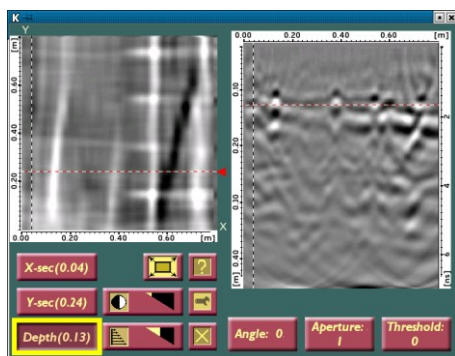 K
Y
[m]
0.60
0.40
0.20
0.00 0.20 0.40 0.60
[m]
X
0.00 0.20 0.40 0.60 [m]
0.10
0.20
0.30
0.40
[m]
2
4
6
[ns]
X-sec(0.04)
?
Y-sec(0.24)
Depth(0.13)
Angle: 0
Aperture:
1
Threshold:
0